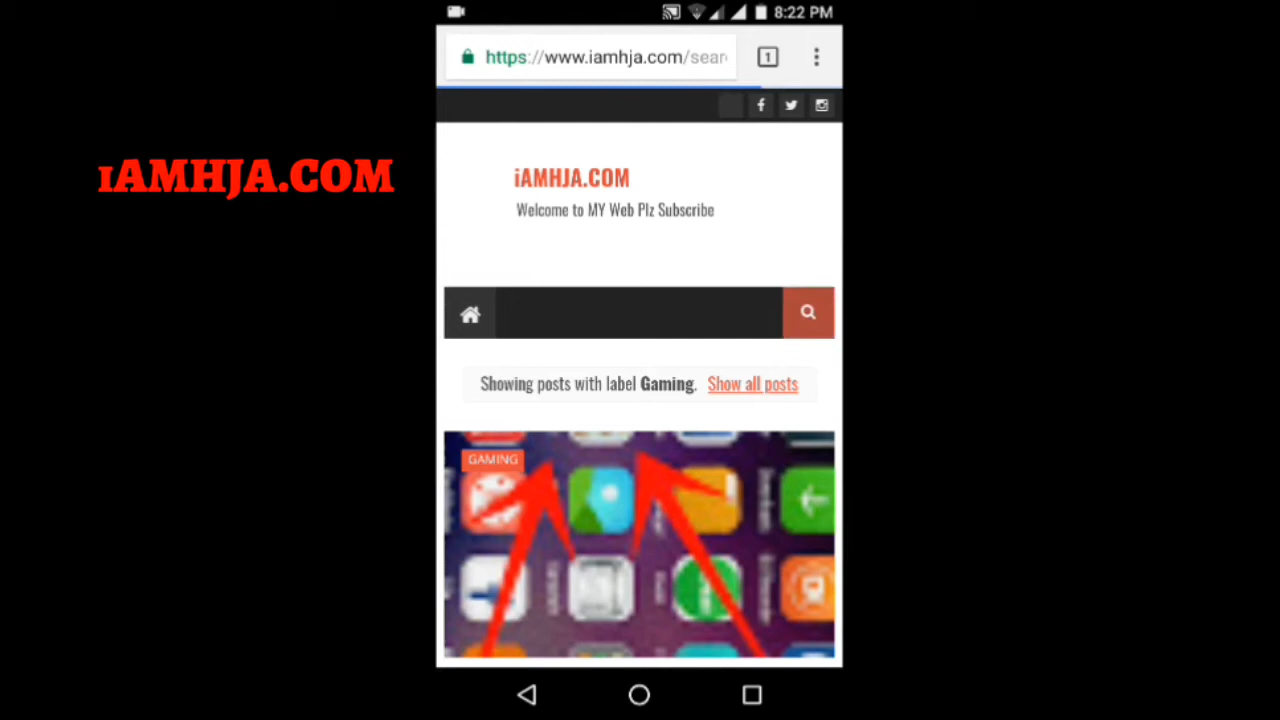 8:22 PM
https://www.iamhja.com/sear
1
iAMHJA.COM
iAMHJA.COM
Welcome to MY Web Plz Subscribe
Showing posts with label Gaming. Show all posts
GAMING